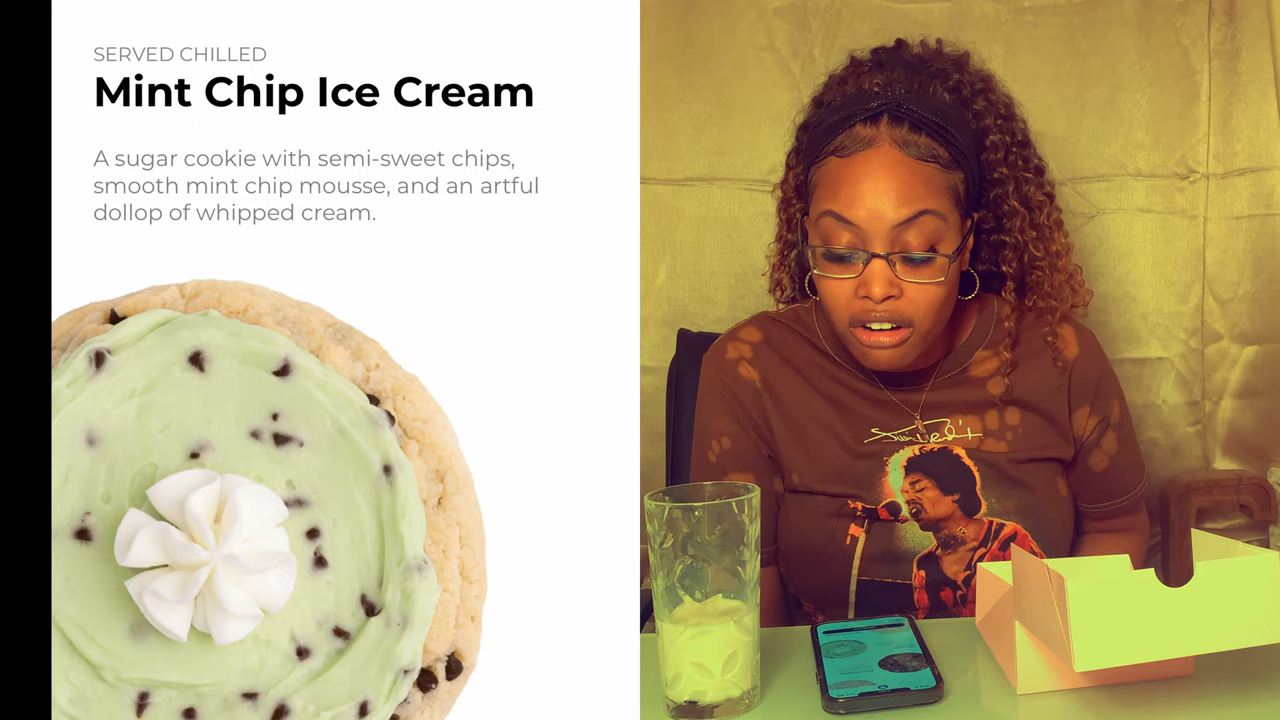 SERVED CHILLED
Mint Chip Ice Cream
A sugar cookie with semi-sweet chips,
smooth mint chip mousse, and an artful
dollop of whipped cream.